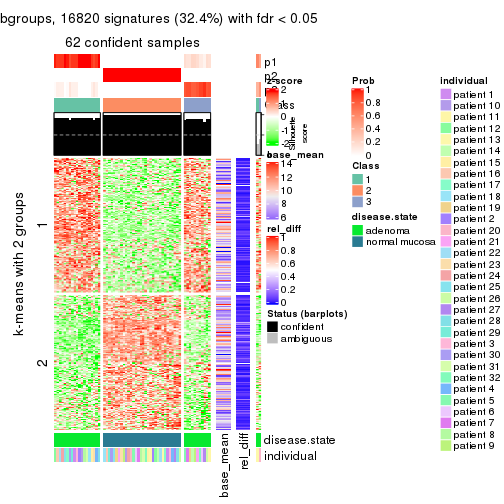 bgroups, 16820 signatures (32.4%) with fdr < 0.05
62 confident samples
p1
p2
z-score
2
1
0
-1
-2
Class
Silhouette
score
base_mean
14
12
10
8
6
rel_diff
1
0.8
0.6
0.4
0.2
0
Status (barplots)
confident
ambiguous
Prob
1
0.8
0.6
0.4
0.2
0
Class
1
2
3
disease.state
adenoma
normal mucosa
individual
patient 1
patient 10
patient 11
patient 12
patient 13
patient 14
patient 15
patient 16
patient 17
patient 18
patient 19
patient 2
patient 20
patient 21
patient 22
patient 23
patient 24
patient 25
patient 26
patient 27
patient 28
patient 29
patient 3
patient 30
patient 31
patient 32
patient 4
patient 5
patient 6
patient 7
patient 8
patient 9
k-means with 2 groups
1
2
disease.state
individual
base_mean
rel_diff